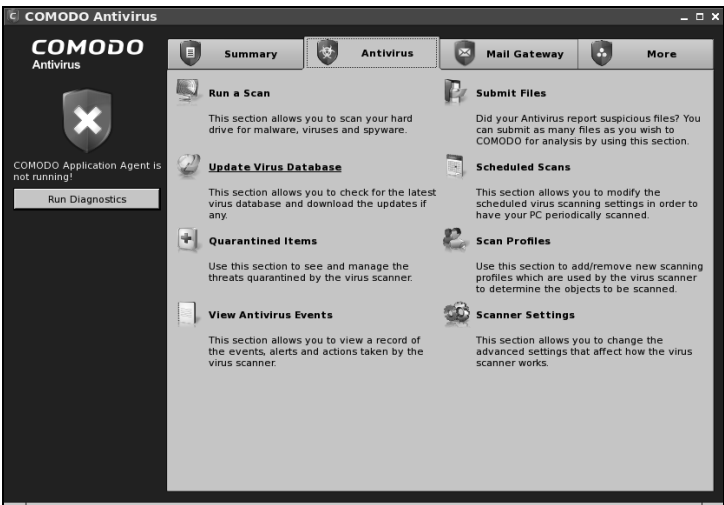 COMODO Antivirus
COMODO
Antivirus
COMODO Application Agent is
not running!
Run Diagnostics
Summary
Antivirus
Mail Gateway
More
Run a Scan
This section allows you to scan your hard
drive for malware, viruses and spyware.
Update Virus Database
This section allows you to check for the latest
virus database and download the updates if
any.
Quarantined Items
Use this section to see and manage the
threats quarantined by the virus scanner.
View Antivirus Events
This section allows you to view a record of
the events, alerts and actions taken by the
virus scanner.
Submit Files
Did your Antivirus report suspicious files? You
can submit as many files as you wish to
COMODO for analysis by using this section.
Scheduled Scans
This section allows you to modify the
scheduled virus scanning settings in order to
have your PC periodically scanned.
Scan Profiles
Use this section to add/remove new scanning
profiles which are used by the virus scanner
to determine the objects to be scanned.
Scanner Settings
This section allows you to change the
advanced settings that affect how the virus
scanner works.